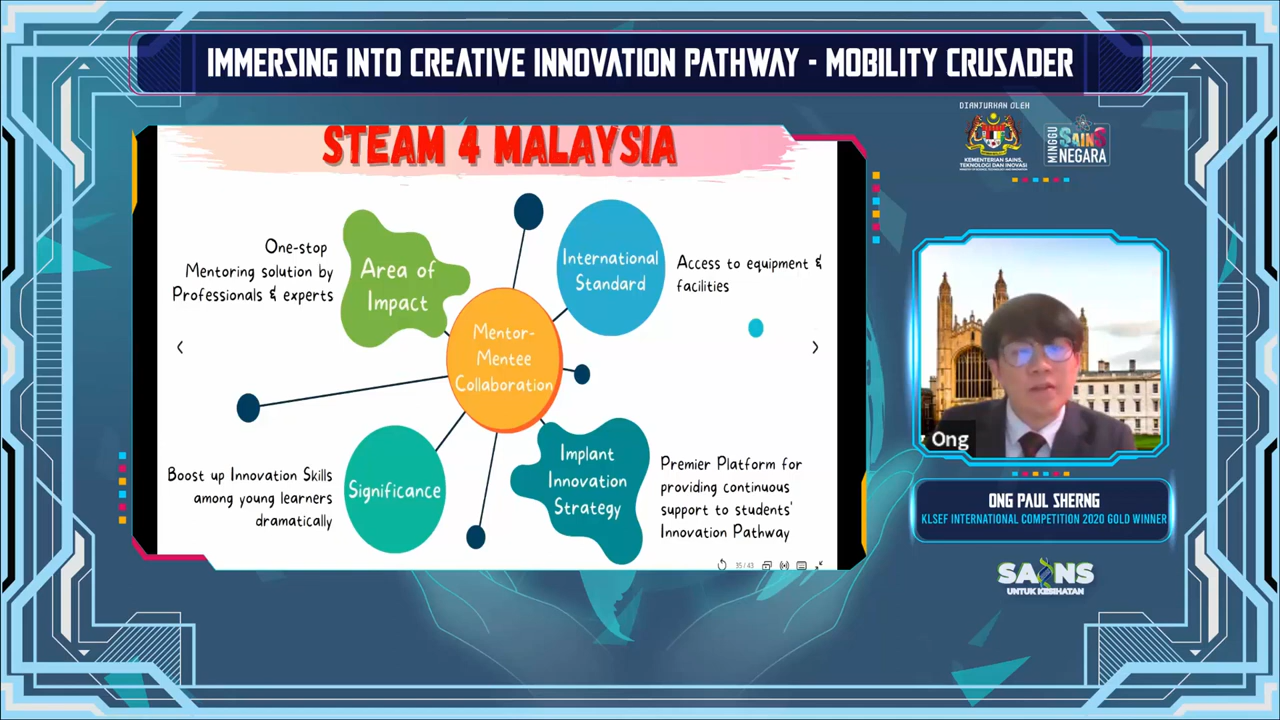 IMMERSING INTO CREATIVE INNOVATION PATHWAY - MOBILITY CRUSADER
DIANJURKAN OLEH
KEMENTERIAN SAINS,
TEKNOLOGI DAN INOVASI
MINGGU
SAINS
NEGARA
STEAM 4 MALAYSIA
One-stop
Mentoring solution by
Professionals & experts
Area of
Impact
International
Standard
Access to equipment &
facilities
Mentor-
Mentee
Collaboration
Boost up Innovation Skills
among young learners
dramatically
Significance
Implant
Innovation
Strategy
Premier Platform for
providing continuous
support to students'
Innovation Pathway
35/43
Ong
ONG PAUL SHERNG
KLSEF INTERNATIONAL COMPETITION 2020 GOLD WINNER
SAINS
UNTUK KESIHATAN